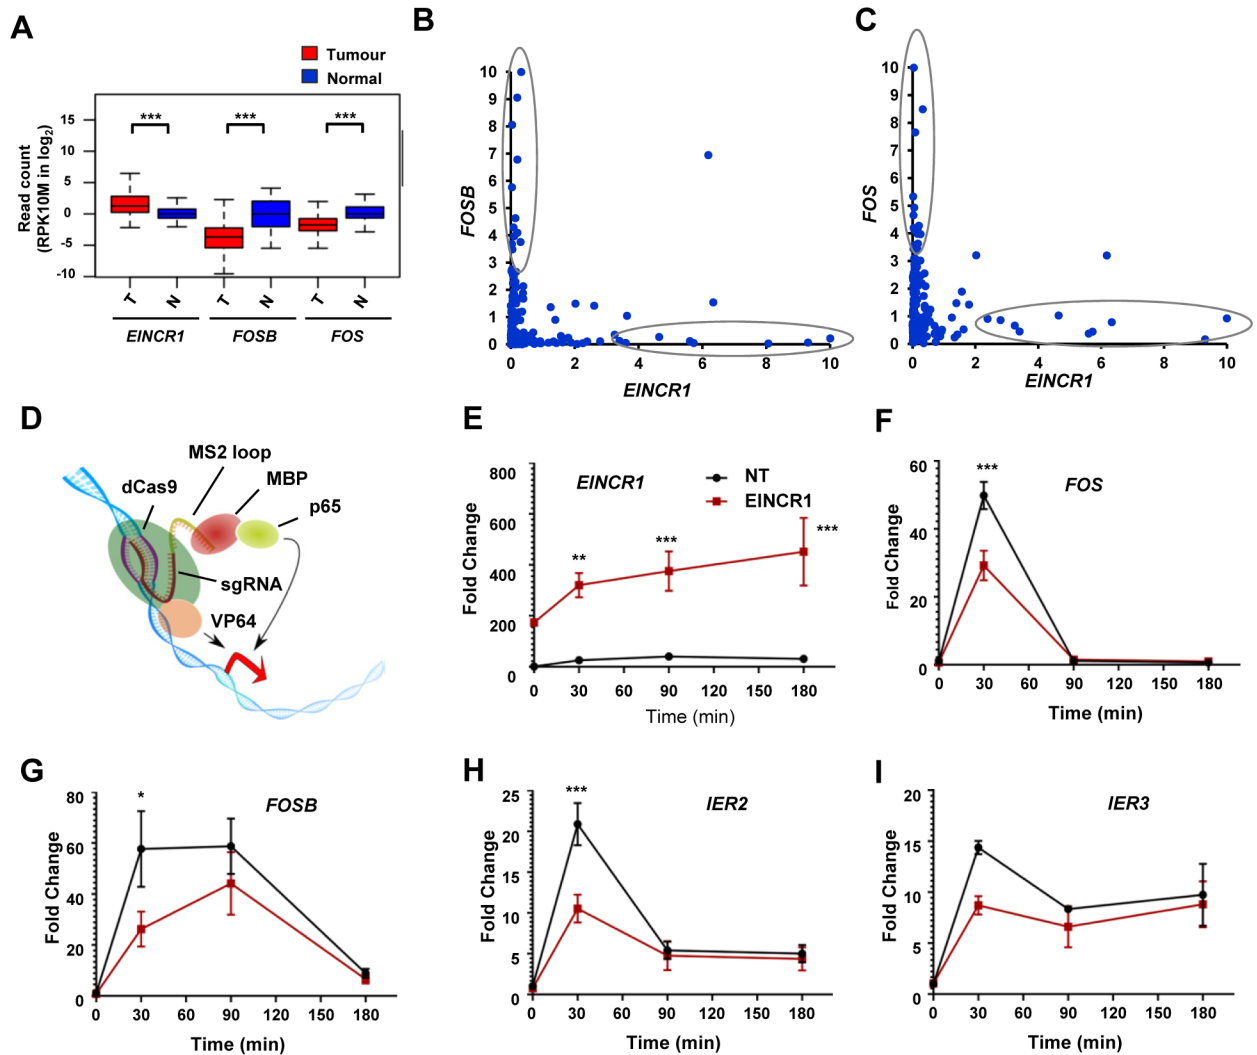 A
Tumour
Normal
Read count
(RPK10M in log2)
15
10
5
0
-5
-10
***
***
***
T
N
T
N
T
N
EINCR1
FOSB
FOS
B
FOSB
10
9
8
7
6
5
4
3
2
1
0
0
2
4
6
8
10
EINCR1
C
FOS
10
9
8
7
6
5
4
3
2
1
0
0
2
4
6
8
10
EINCR1
D
MS2 loop
dCas9
MBP
p65
sgRNA
VP64
E
EINCR1
NT
EINCR1
Fold Change
800
600
400
200
0
**
***
***
0
30
60
90
120
150
180
Time (min)
F
FOS
Fold Change
60
40
20
0
***
0
30
60
90
120
150
180
Time (min)
G
FOSB
Fold Change
80
60
40
20
0
*
0
30
60
90
120
150
180
Time (min)
H
IER2
Fold Change
25
20
15
10
5
0
***
0
30
60
90
120
150
180
Time (min)
I
IER3
Fold Change
20
15
10
5
0
0
30
60
90
120
150
180
Time (min)